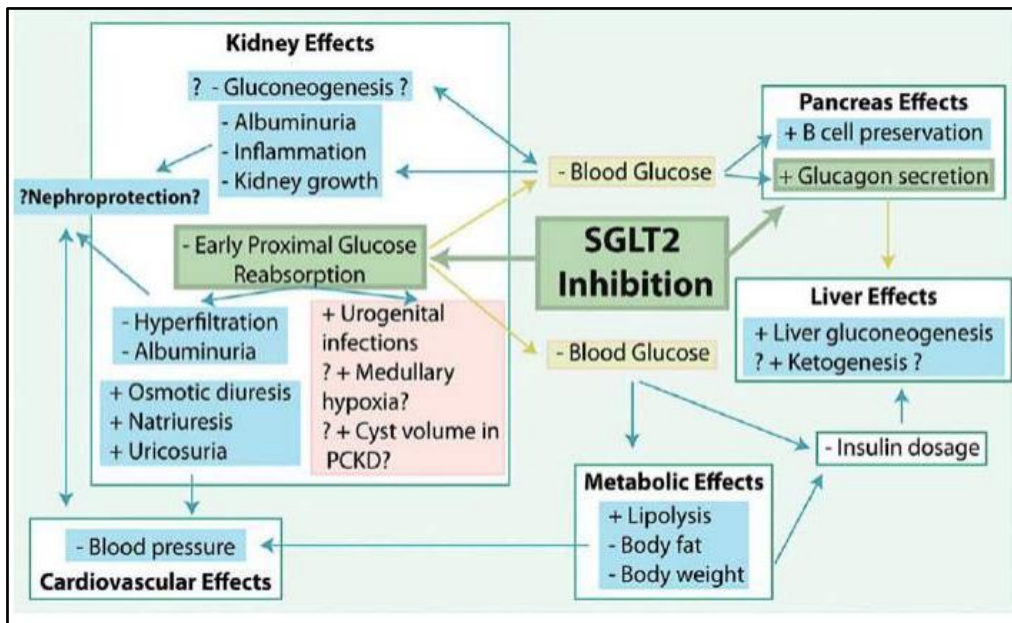 Kidney Effects
? - Gluconeogenesis ?
- Albuminuria
- Inflammation
- Kidney growth
?Nephroprotection?
- Early Proximal Glucose
Reabsorption
- Hyperfiltration
- Albuminuria
+ Osmotic diuresis
+ Natriuresis
+ Uricosuria
+ Urogenital
infections
? + Medullary
hypoxia?
? + Cyst volume in
PCKD?
- Blood pressure
Cardiovascular Effects
- Blood Glucose
SGLT2
Inhibition
- Blood Glucose
Metabolic Effects
+ Lipolysis
- Body fat
- Body weight
Pancreas Effects
+ B cell preservation
+ Glucagon secretion
Liver Effects
+ Liver gluconeogenesis
? + Ketogenesis ?
- Insulin dosage